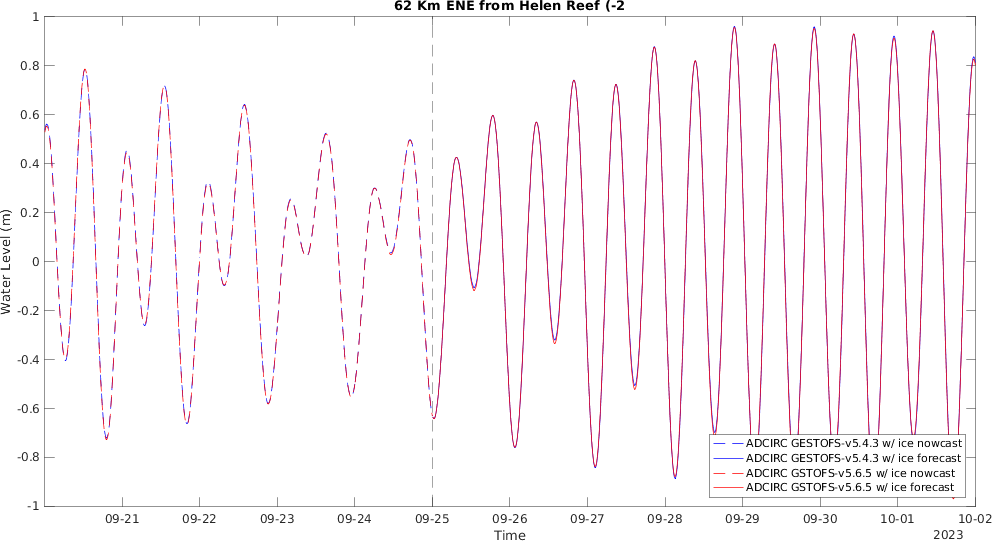 62 Km ENE from Helen Reef (-2
1
0.8
0.6
0.4
0.2
0
-0.2
-0.4
-0.6
-0.8
-1
Water Level (m)
ADCIRC GESTOFS-v5.4.3 w/ ice nowcast
ADCIRC GESTOFS-v5.4.3 w/ ice forecast
ADCIRC GSTOFS-v5.6.5 w/ ice nowcast
ADCIRC GSTOFS-v5.6.5 w/ ice forecast
09-21 09-22 09-23 09-24 09-25 09-26 09-27 09-28 09-29 09-30 10-01 10-02
Time
2023